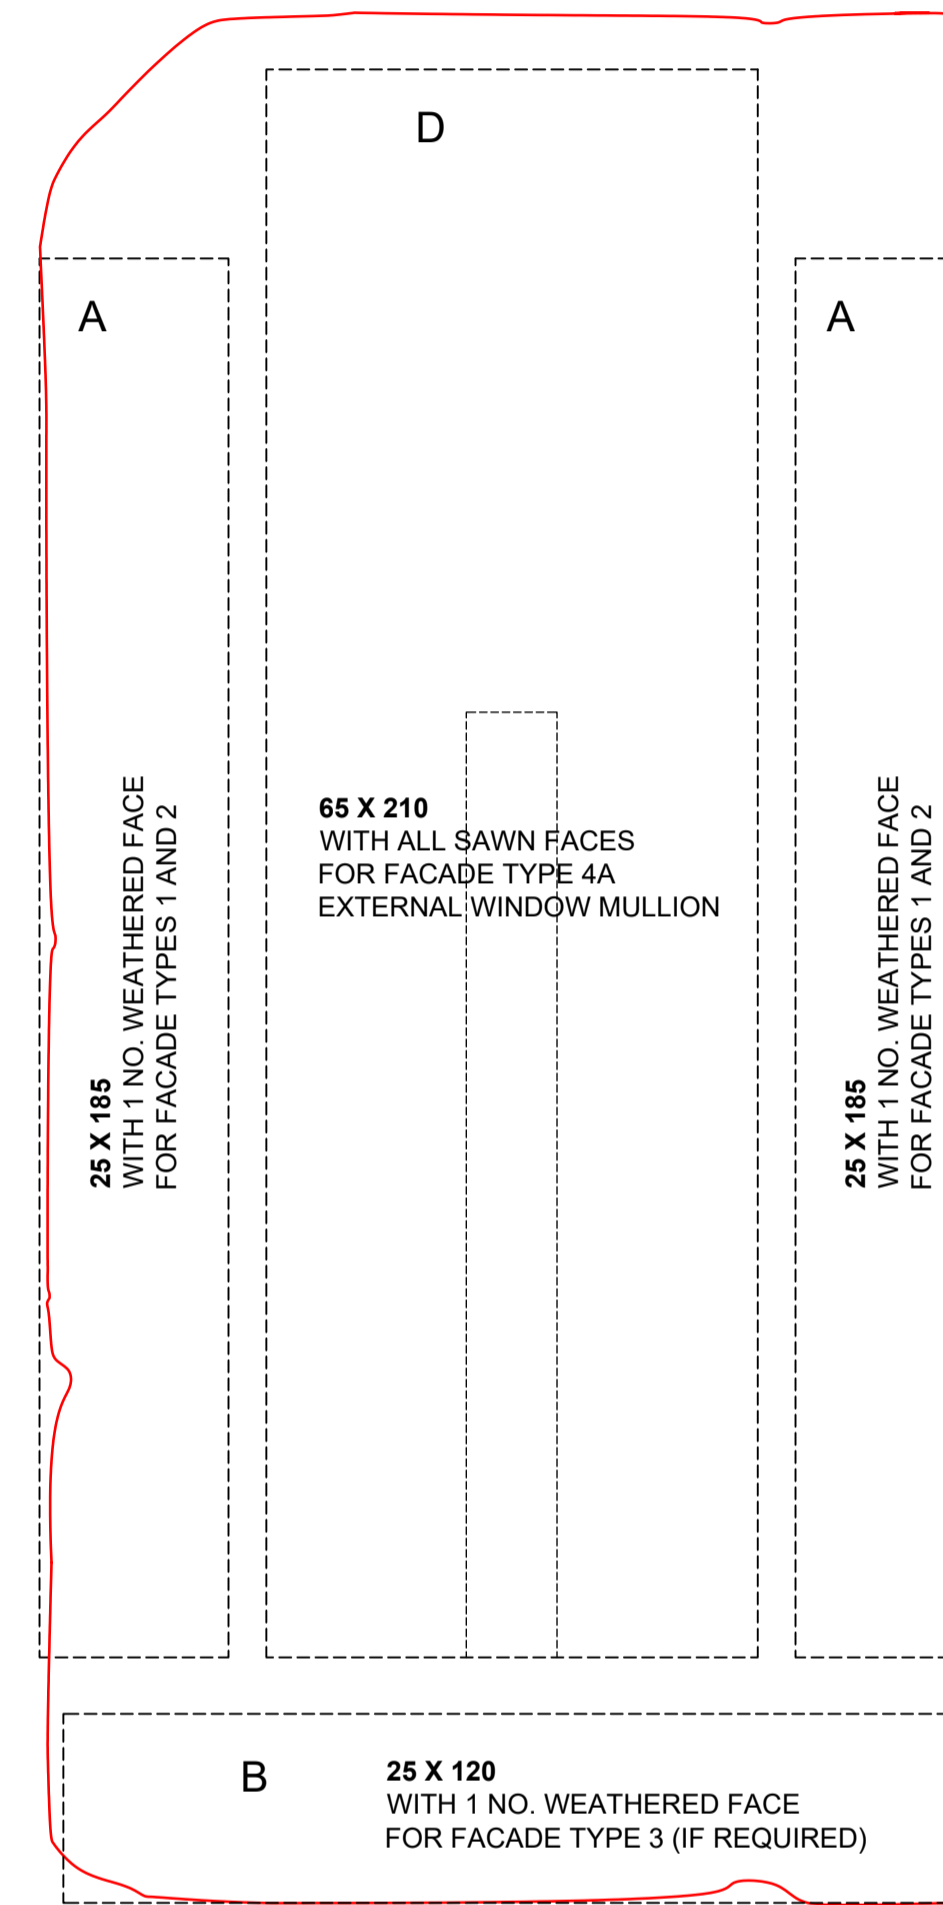 D
A
A
65 X 210
WITH ALL SAWN FACES
FOR FACADE TYPE 4A
EXTERNAL WINDOW MULLION
25 X 185
WITH 1 NO. WEATHERED FACE
FOR FACADE TYPES 1 AND 2
25 X 185
WITH 1 NO. WEATHERED FACE
FOR FACADE TYPES 1 AND 2
B
25 X 120
WITH 1 NO. WEATHERED FACE
FOR FACADE TYPE 3 (IF REQUIRED)